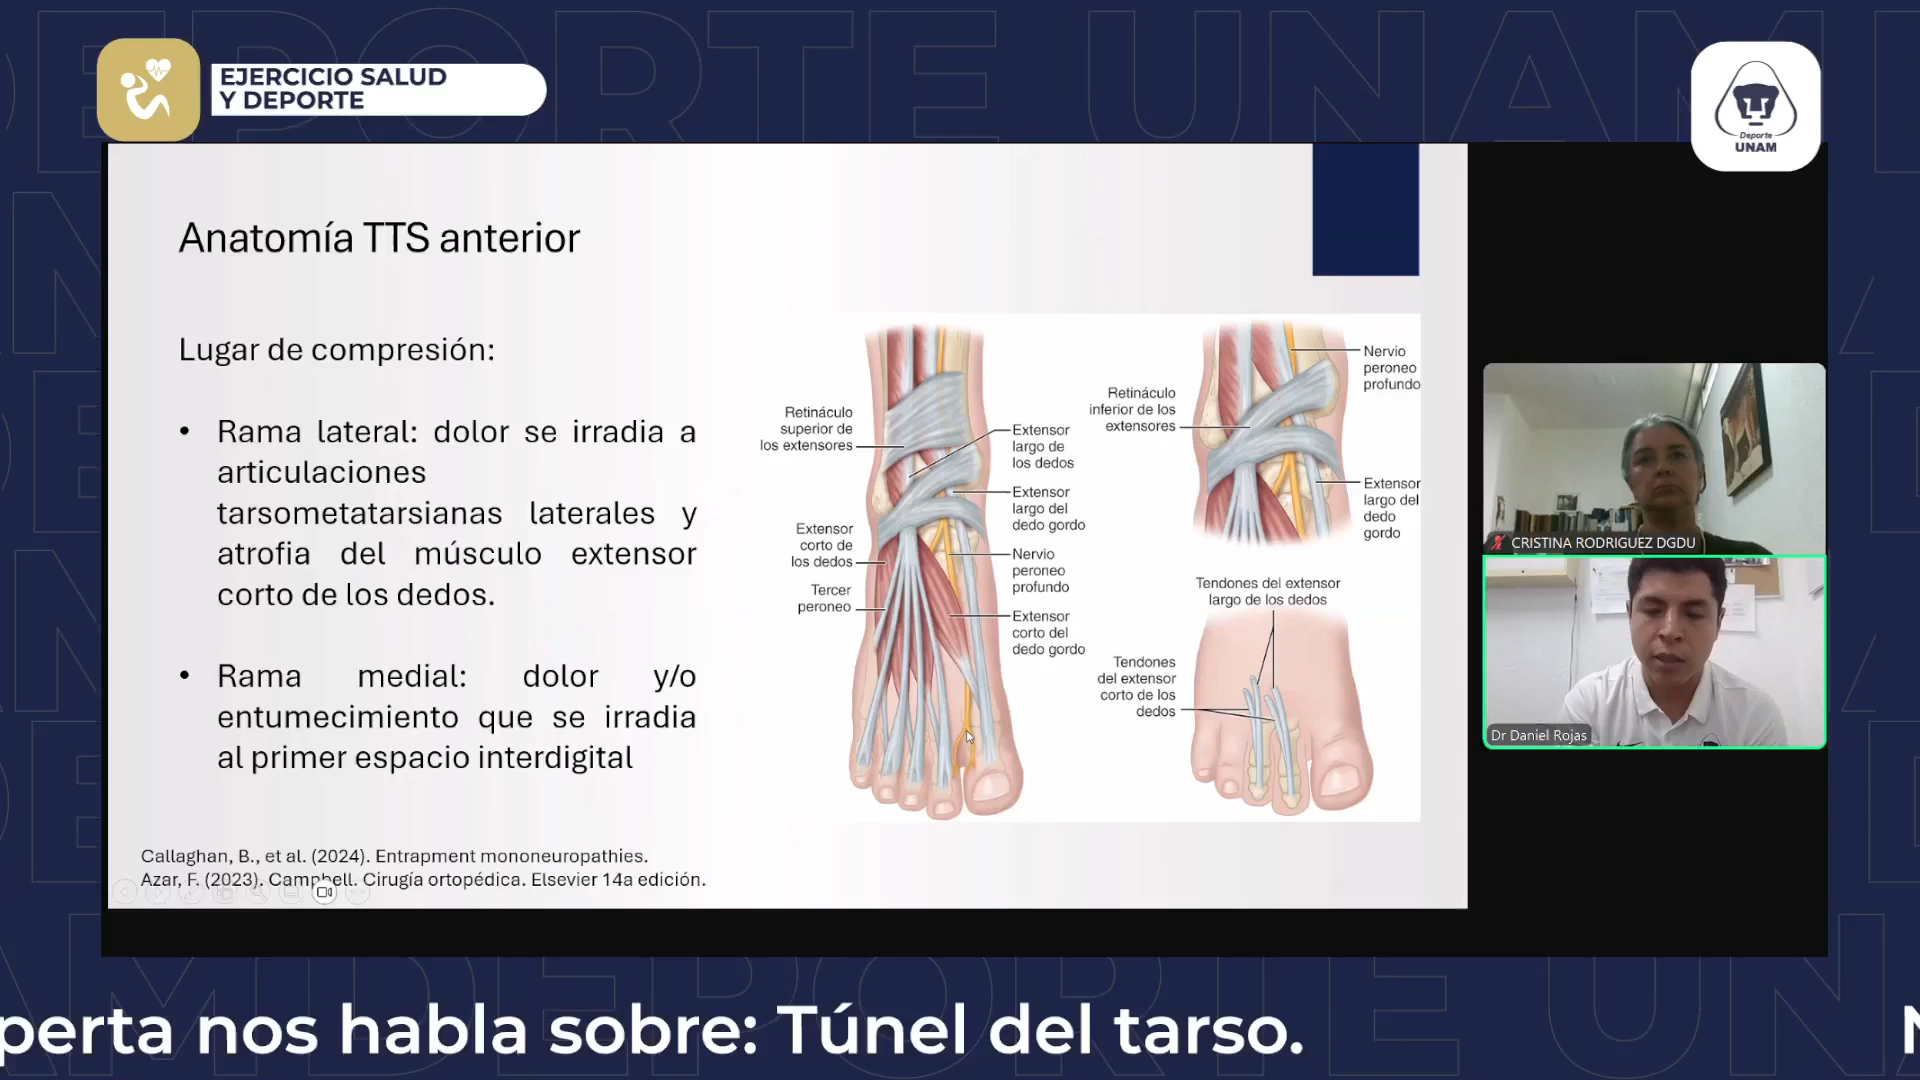 EJERCICIO SALUD
Y DEPORTE
Deporte
UNAM
Anatomía TTS anterior
Lugar de compresión:
• Rama lateral: dolor se irradia a
articulaciones
tarsometatarsianas laterales y
atrofia del músculo extensor
corto de los dedos.
• Rama medial: dolor y/o
entumecimiento que se irradia
al primer espacio interdigital
Retináculo
superior de
los extensores
Extensor
corto de
los dedos
Tercer
peroneo
Extensor
largo de
los dedos
Extensor
largo del
dedo gordo
Nervio
peroneo
profundo
Extensor
corto del
dedo gordo
Retináculo
inferior de los
extensores
Nervio
peroneo
profundo
Extensor
largo del
dedo
gordo
Tendones del extensor
largo de los dedos
Tendones
del extensor
corto de los
dedos
Callaghan, B., et al. (2024). Entrapment mononeuropathies.
Azar, F. (2023). Campbell. Cirugía ortopédica. Elsevier 14a edición.
CRISTINA RODRIGUEZ DGDU
Dr Daniel Rojas
perta nos habla sobre: Túnel del tarso.
DEPORTE UNAM